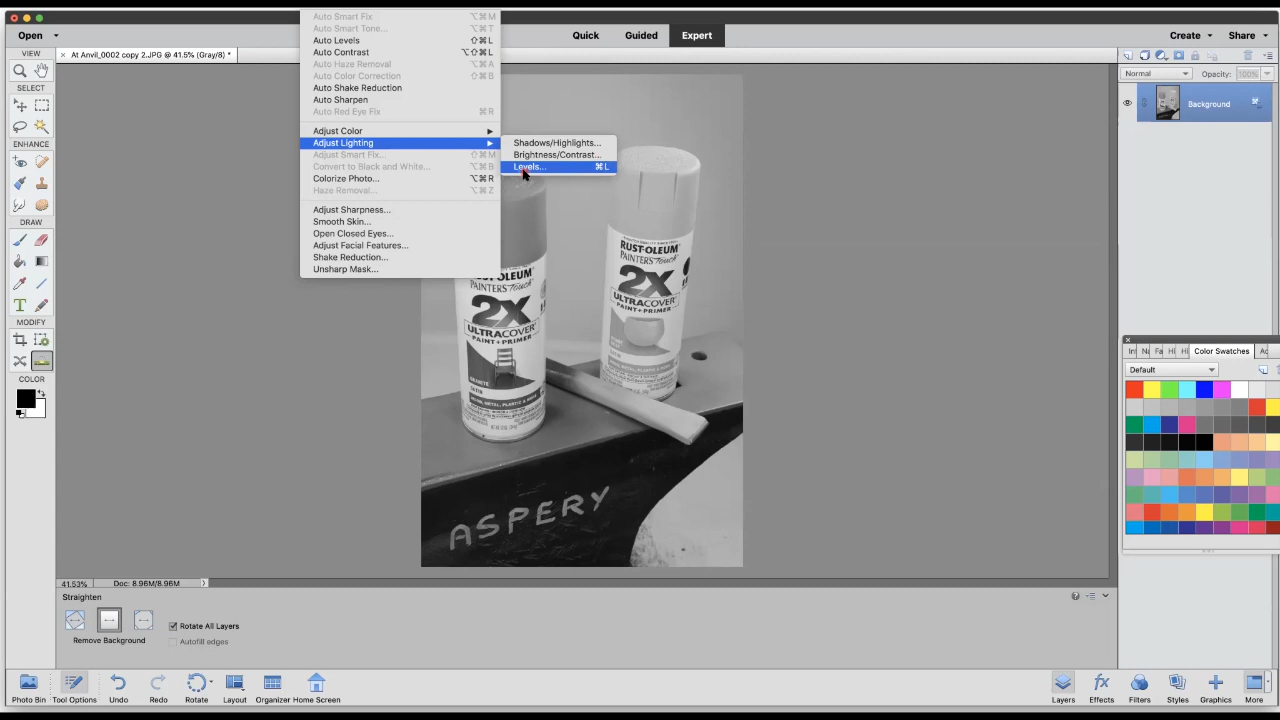 Open
Quick
Guided
Expert
Create
Share
VIEW
SELECT
ENHANCE
DRAW
MODIFY
COLOR
× At Anvil_0002 copy 2.JPG @ 41.5% (Gray/8) *
Auto Smart Fix ⌥⌘M
Auto Smart Tone... ⌥⌘T
Auto Levels ⇧⌘L
Auto Contrast ⌥⇧⌘L
Auto Haze Removal ⌥⌘A
Auto Color Correction ⇧⌘B
Auto Shake Reduction
Auto Sharpen
Auto Red Eye Fix ⌘R
Adjust Color
Adjust Lighting
Adjust Smart Fix... ⇧⌘M
Convert to Black and White... ⌥⌘B
Colorize Photo... ⌥⌘R
Haze Removal... ⌥⌘Z
Adjust Sharpness...
Smooth Skin...
Open Closed Eyes...
Adjust Facial Features...
Shake Reduction...
Unsharp Mask...
Shadows/Highlights...
Brightness/Contrast...
Levels... ⌘L
OLEUM
PAINTER'S Touch
2X
ULTRACOVER
PAINT + PRIMER
RUST-OLEUM
PAINTER'S Touch
2X
ULTRACOVER
PAINT + PRIMER
ASPERY
Normal
Opacity: 100%
Background
Color Swatches
Default
41.53% Doc: 8.96M/8.96M
Straighten
Remove Background
Rotate All Layers
Autofill edges
Photo Bin
Tool Options
Undo
Redo
Rotate
Layout
Organizer
Home Screen
Layers
Effects
Filters
Styles
Graphics
More